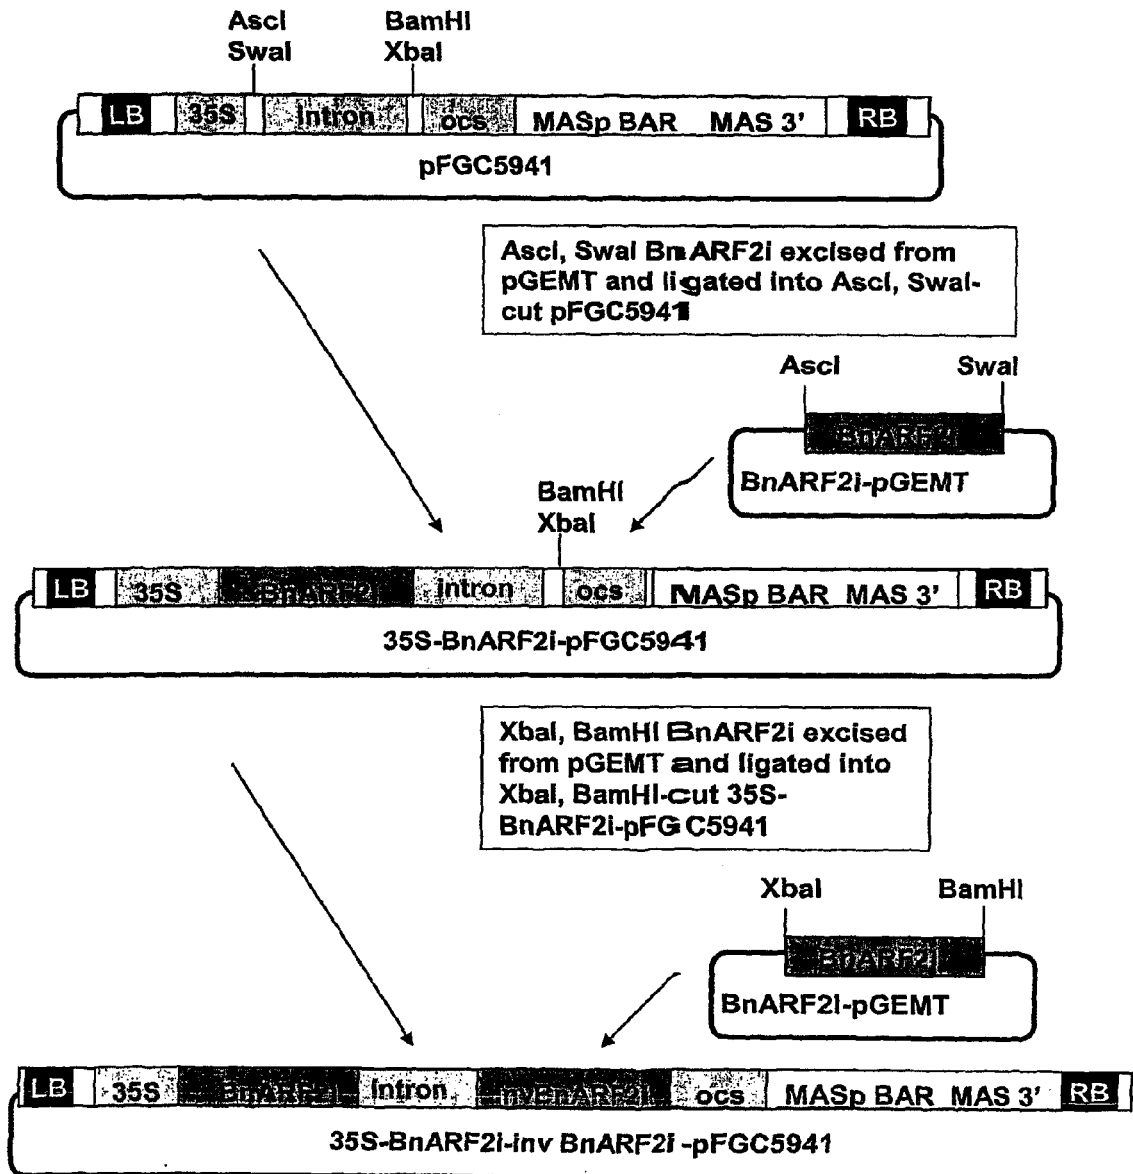 AscI
SwaI
BamHI
XbaI
LB 35S Intron ocs MASp BAR MAS 3' RB
pFGC5941
AscI, SwaI BnARF2i excised from
pGEMT and ligated into AscI, SwaI-
cut pFGC5941
AscI SwaI
BnARF2i
BnARF2i-pGEMT
BamHI
XbaI
LB 35S BnARF2i intron ocs MASp BAR MAS 3' RB
35S-BnARF2i-pFGC5941
XbaI, BamHI BnARF2i excised
from pGEMT and ligated into
XbaI, BamHI-cut 35S-
BnARF2i-pFGC5941
XbaI BamHI
BnARF2i
BnARF2i-pGEMT
LB 35S BnARF2i Intron invBnARF2i ocs MASp BAR MAS 3' RB
35S-BnARF2i-inv BnARF2i -pFGC5941